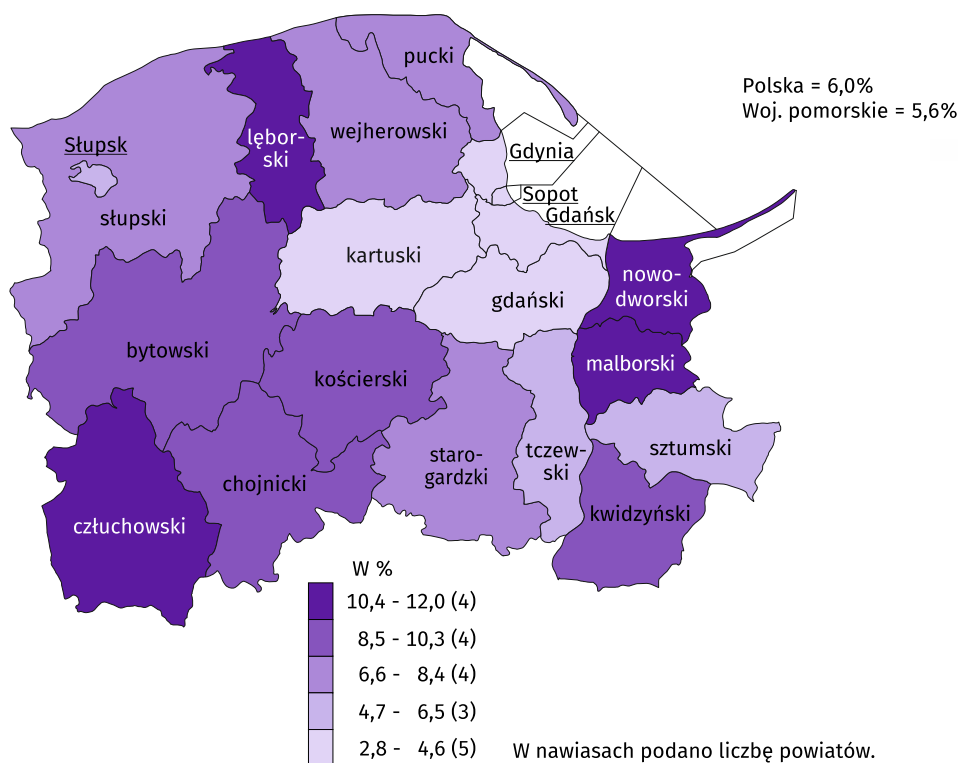 pucki
Polska = 6,0%
Woj. pomorskie = 5,6%
lębor-
ski
wejherowski
Słupsk
Gdynia
Sopot
Gdańsk
słupski
kartuski
nowo-
dworski
gdański
bytowski
kościerski
malborski
staro-
gardzki
tczew-
ski
sztumski
chojnicki
człuchowski
kwidzyński
W %
10,4 - 12,0 (4)
8,5 - 10,3 (4)
6,6 - 8,4 (4)
4,7 - 6,5 (3)
2,8 - 4,6 (5)
W nawiasach podano liczbę powiatów.